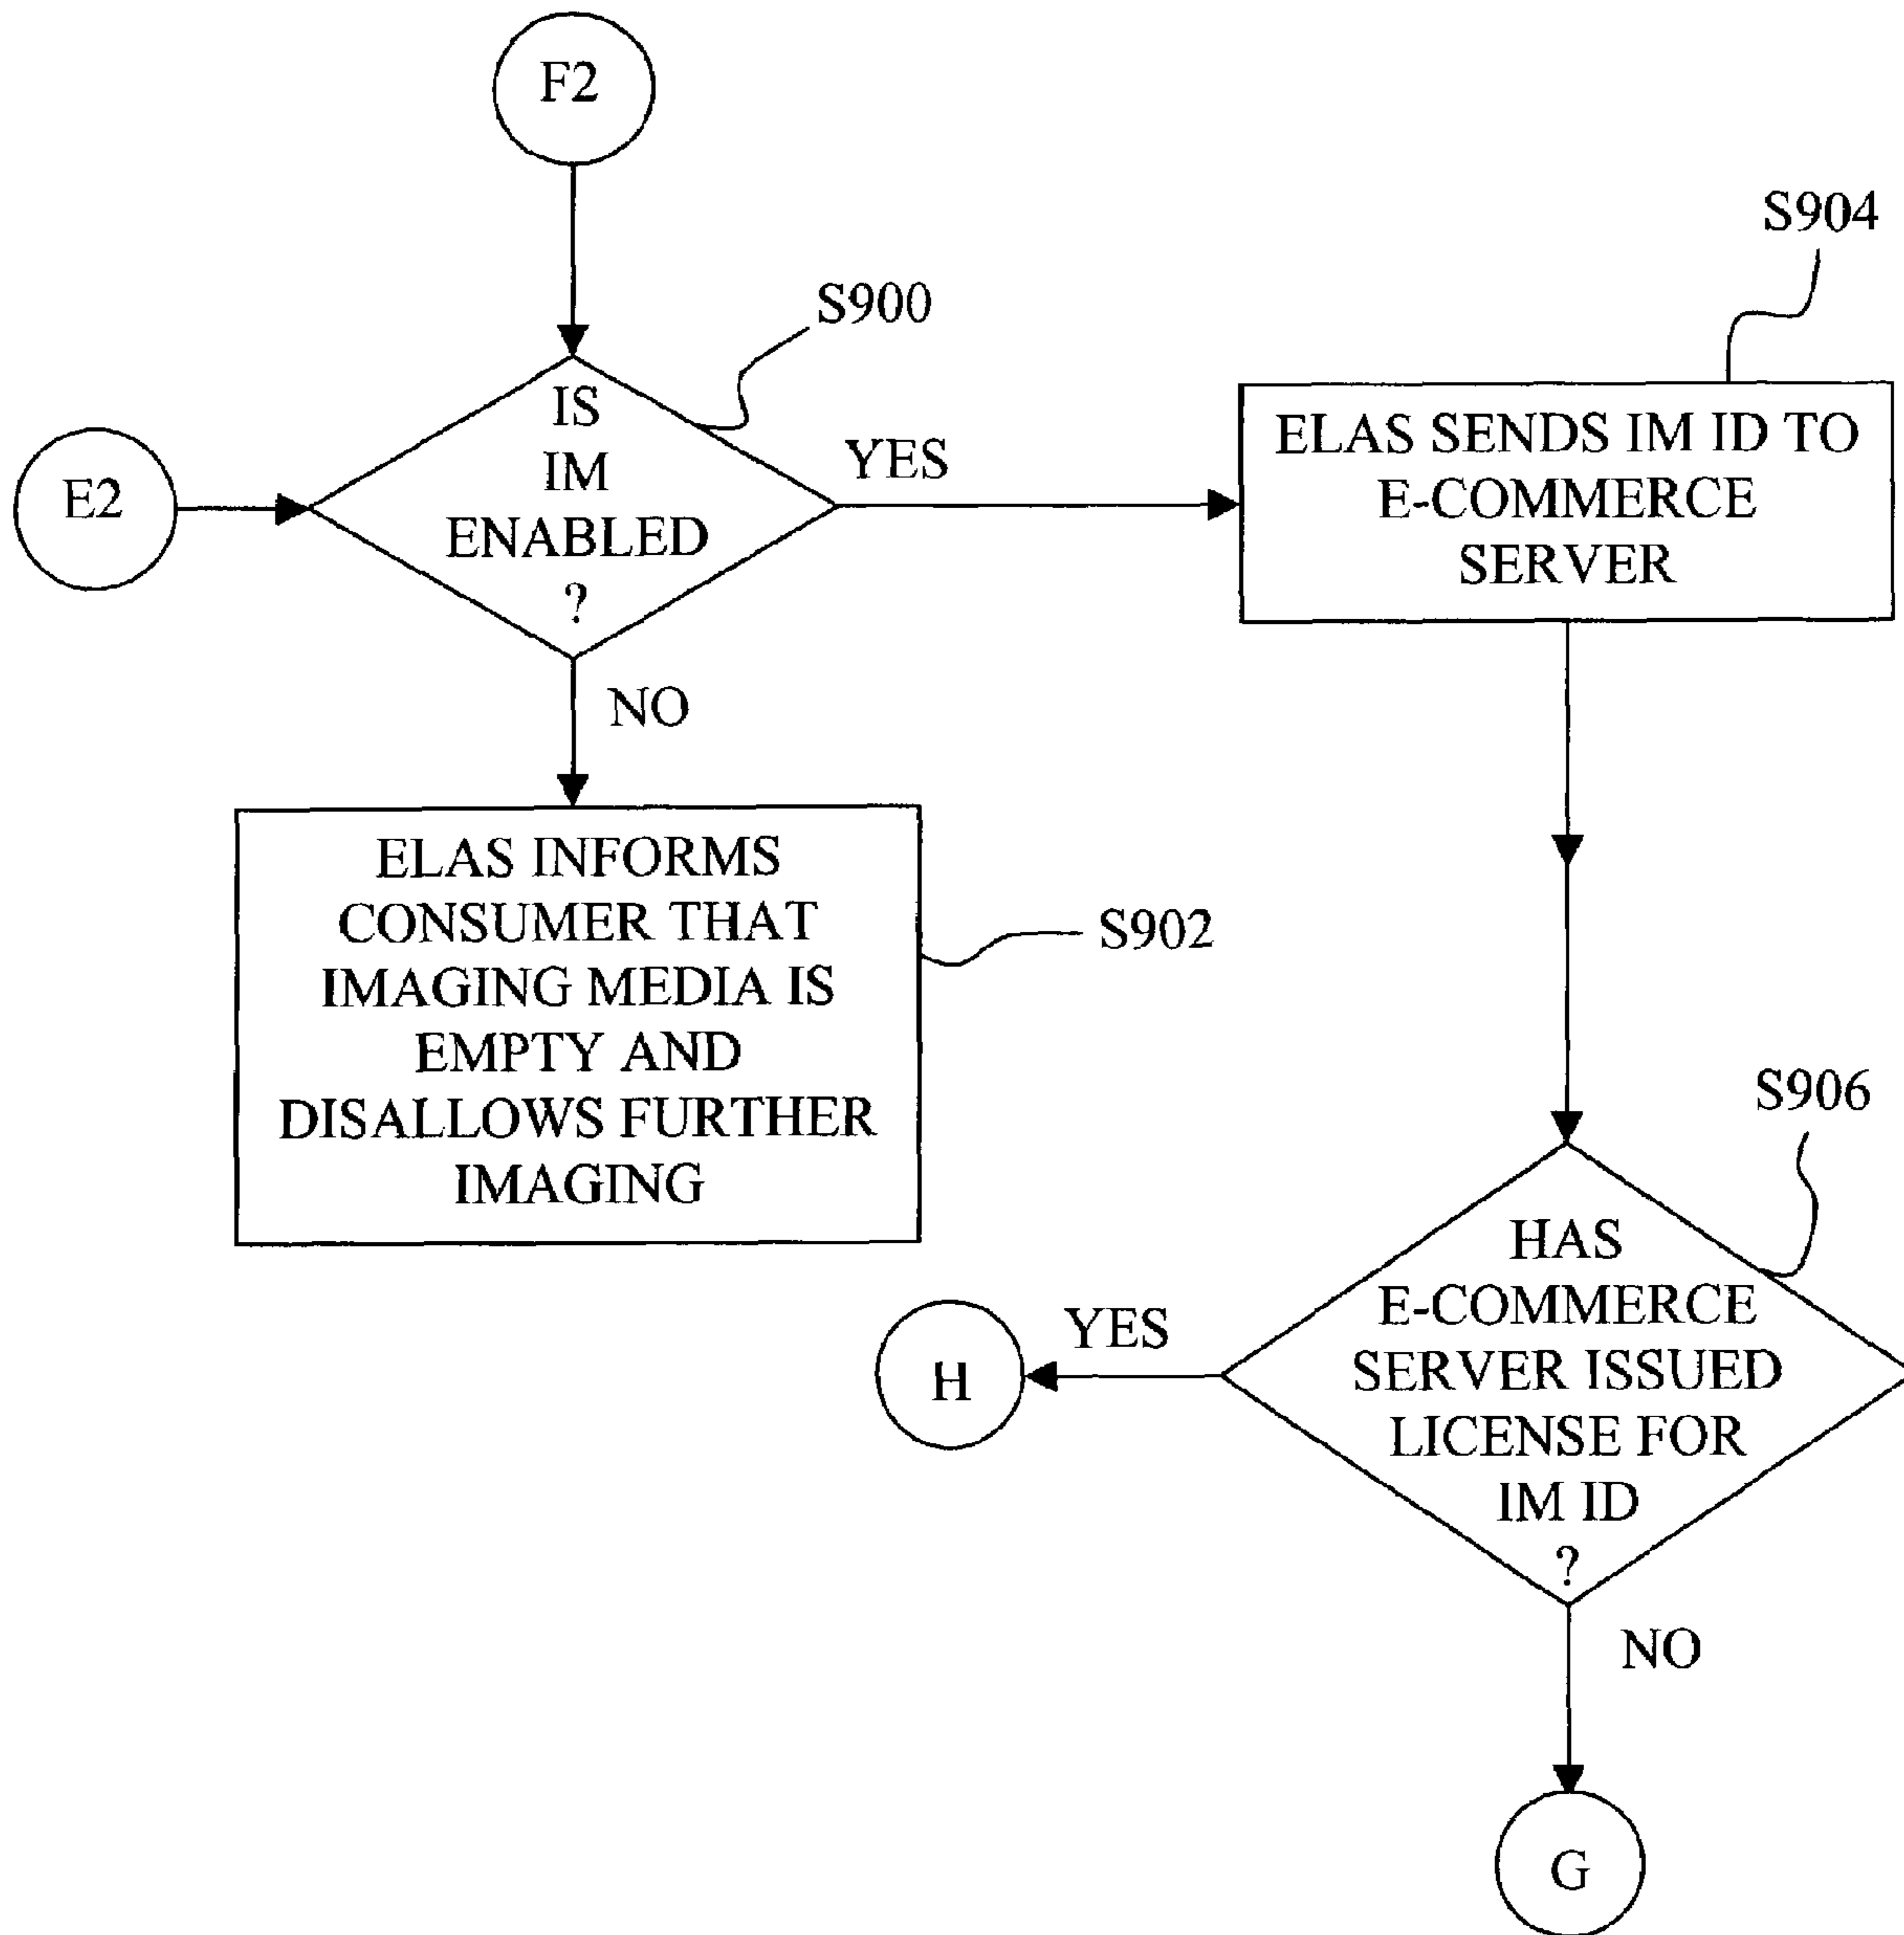 F2
S900
S904
E2
IS
IM
ENABLED
?
YES
ELAS SENDS IM ID TO
E-COMMERCE
SERVER
NO
ELAS INFORMS
CONSUMER THAT
IMAGING MEDIA IS
EMPTY AND
DISALLOWS FURTHER
IMAGING
S902
S906
HAS
E-COMMERCE
SERVER ISSUED
LICENSE FOR
IM ID
?
YES
H
NO
G